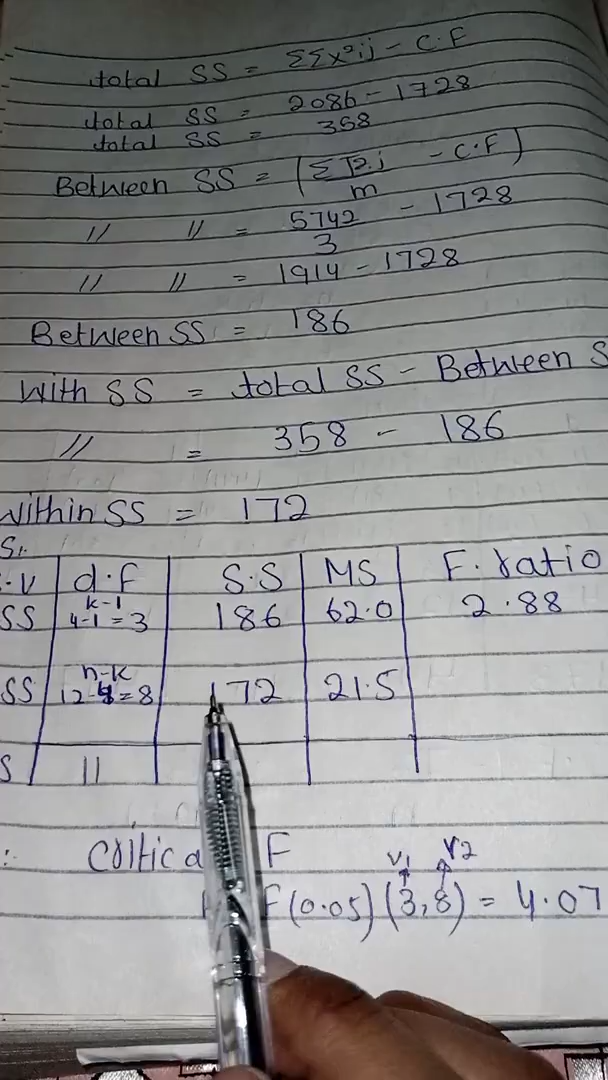 total SS = ΣΣx²ij - C.F
total SS = 2086 - 1728
total SS = 358
Between SS = (ΣT².j / m - C.F)
〃 〃 = 5742 / 3 - 1728
〃 〃 = 1914 - 1728
Between SS = 186
With SS = total SS - Between S
〃 = 358 - 186
Within SS = 172
S.V d.f S.S MS F.ratio
SS k-1 4-1=3 186 62.0 2.88
SS n-k 12-4=8 172 21.5
S 11
Critica F
v1 v2
F(0.05) (3,8) = 4.07